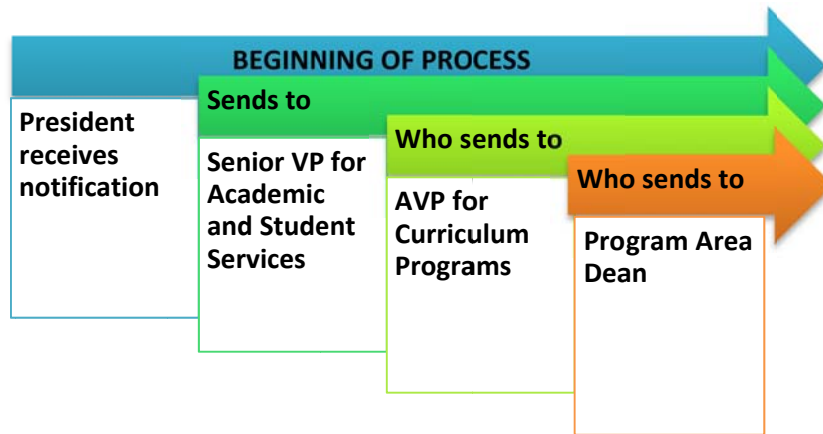 BEGINNING OF PROCESS
President
receives
notification
Sends to
Senior VP for
Academic
and Student
Services
Who sends to
AVP for
Curriculum
Programs
Who sends to
Program Area
Dean